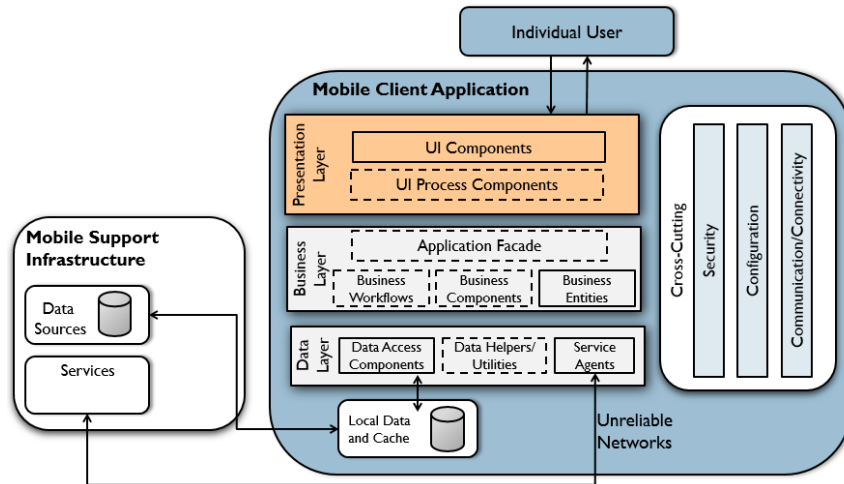 Individual User
Mobile Client Application
Presentation
Layer
UI Components
UI Process Components
Business
Layer
Application Facade
Business
Workflows
Business
Components
Business
Entities
Data
Layer
Data Access
Components
Data Helpers/
Utilities
Service
Agents
Local Data
and Cache
Unreliable
Networks
Cross-Cutting
Security
Configuration
Communication/Connectivity
Mobile Support
Infrastructure
Data
Sources
Services